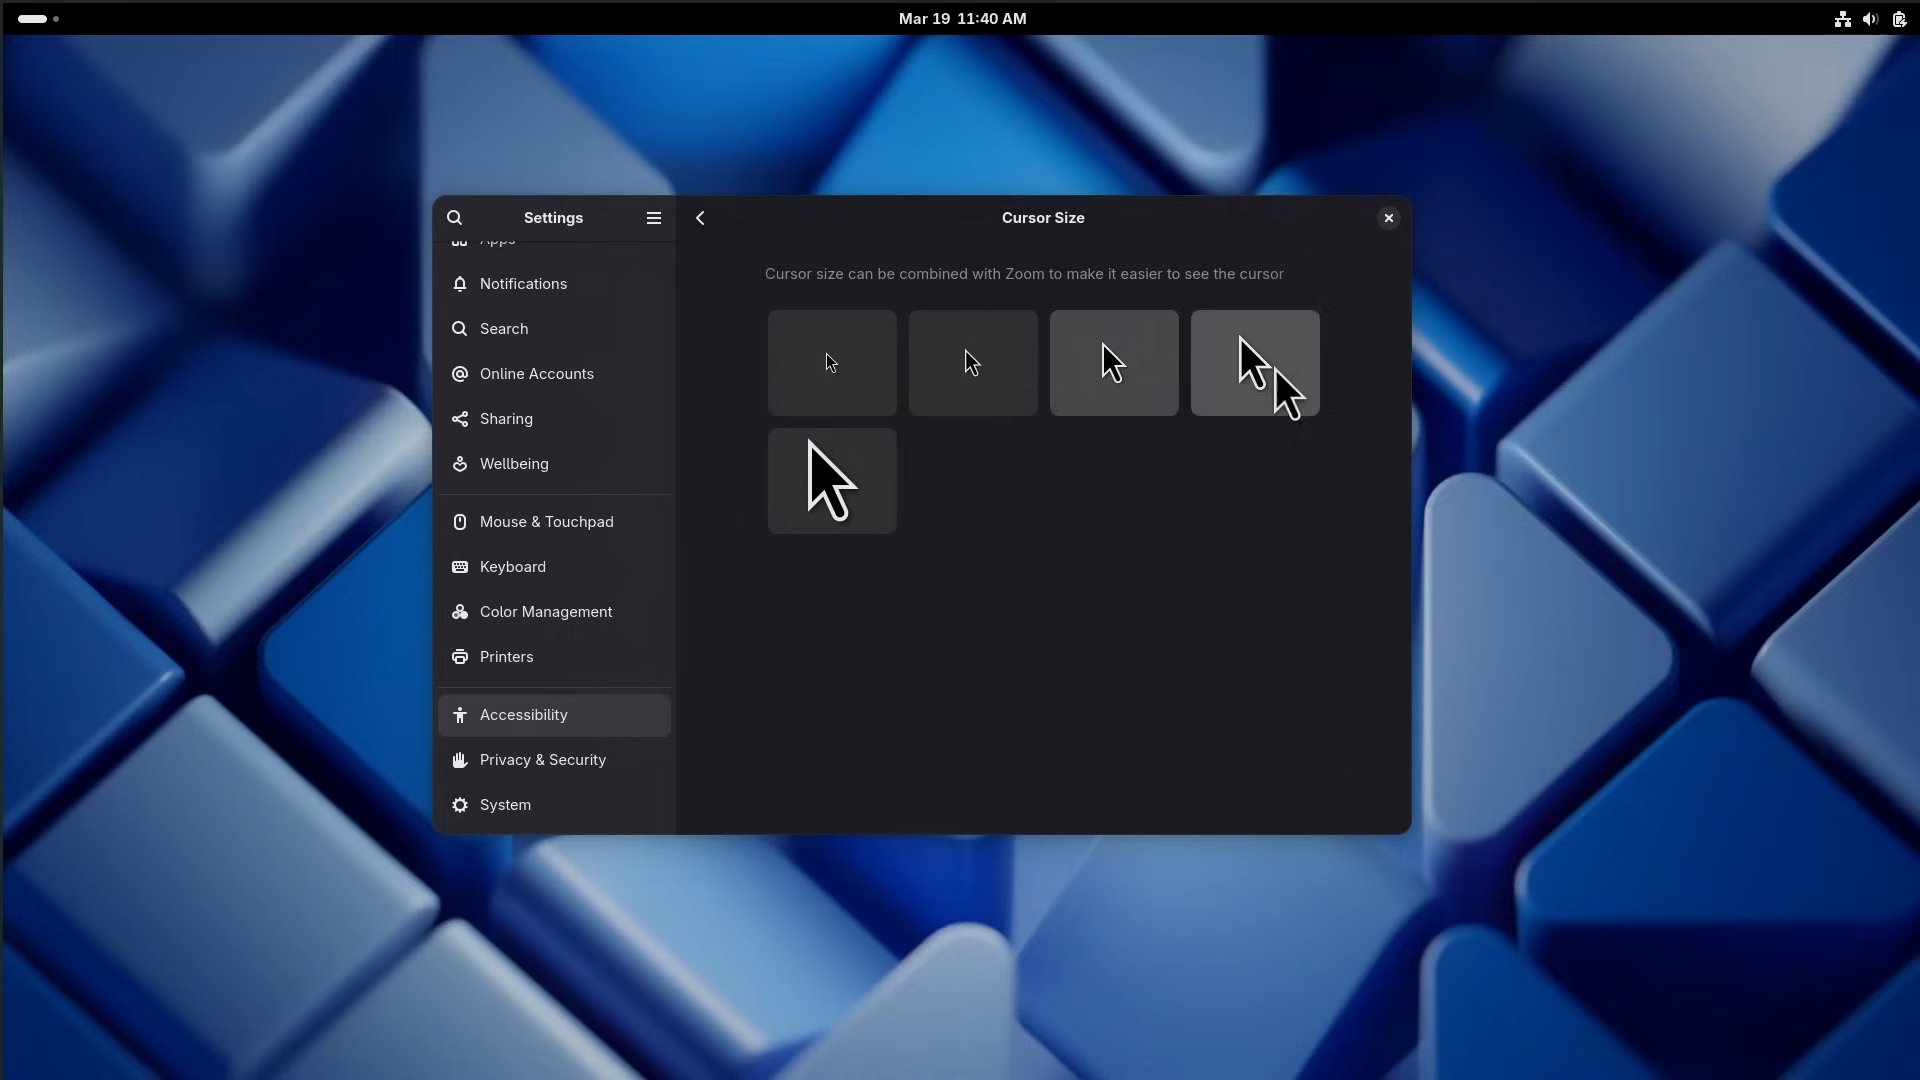 Mar 19 11:40 AM
Settings
Cursor Size
Apps
Notifications
Search
Online Accounts
Sharing
Wellbeing
Mouse & Touchpad
Keyboard
Color Management
Printers
Accessibility
Privacy & Security
System
Cursor size can be combined with Zoom to make it easier to see the cursor